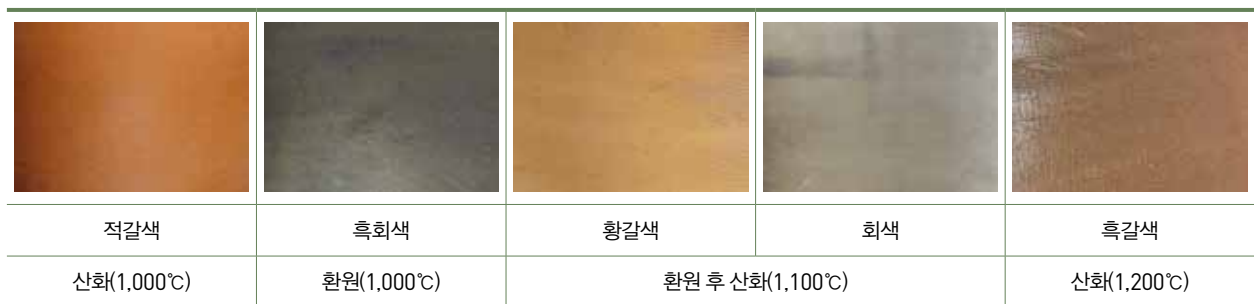 적갈색 흑회색 황갈색 회색 흑갈색
산화(1,000℃) 환원(1,000℃) 환원 후 산화(1,100℃) 산화(1,200℃)